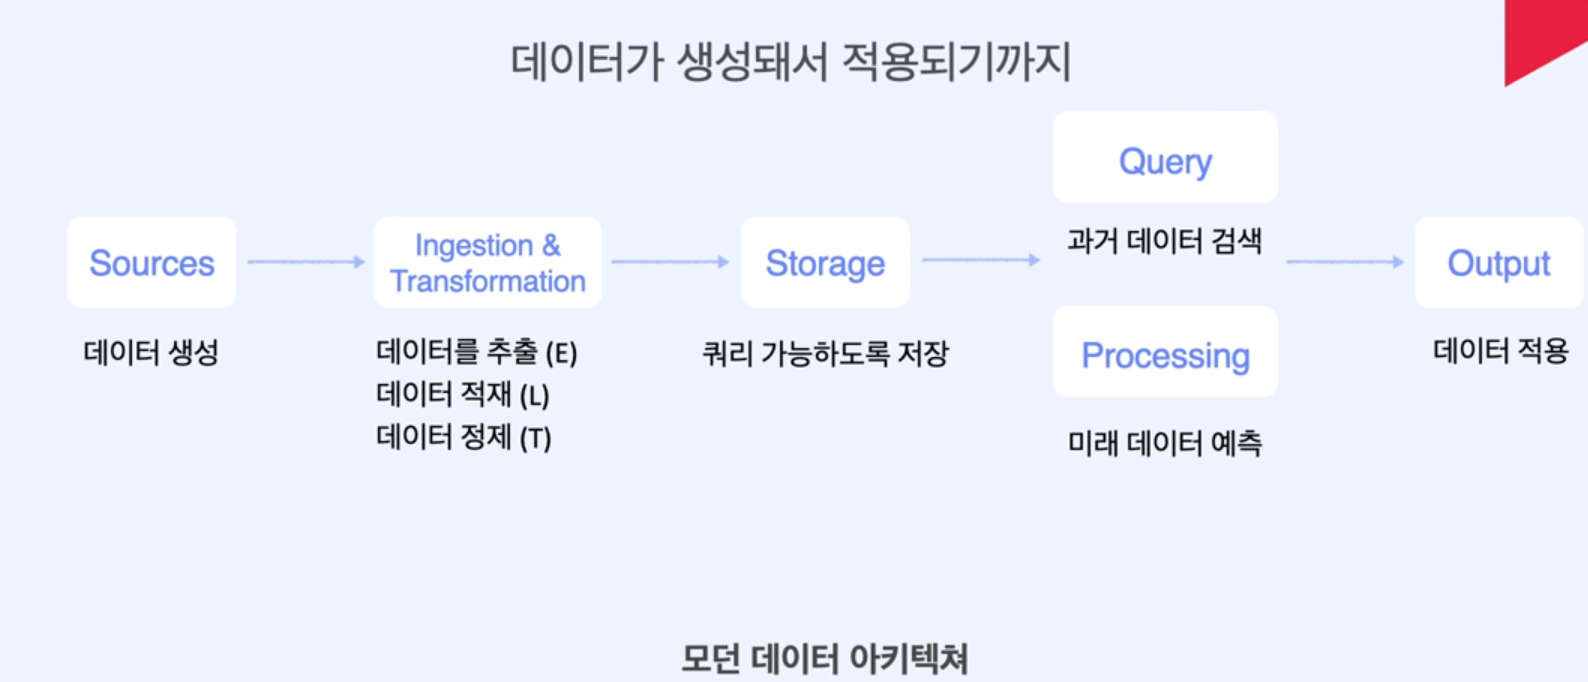 데이터가 생성돼서 적용되기까지
Sources
데이터 생성
Ingestion &
Transformation
데이터를 추출 (E)
데이터 적재 (L)
데이터 정제 (T)
Storage
쿼리 가능하도록 저장
Query
과거 데이터 검색
Processing
미래 데이터 예측
Output
데이터 적용
모던 데이터 아키텍쳐